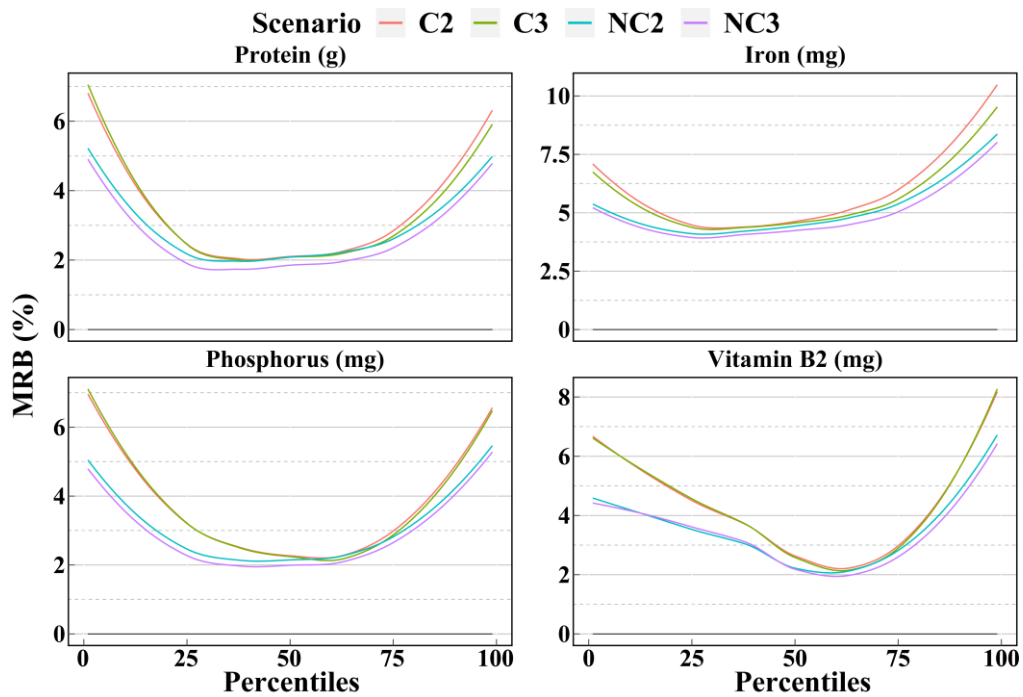 Scenario C2 C3 NC2 NC3
Protein (g)
Iron (mg)
6
4
2
0
10
7.5
5
2.5
0
MRB (%)
Phosphorus (mg)
Vitamin B2 (mg)
6
4
2
0
8
6
4
2
0
0 25 50 75 100
0 25 50 75 100
Percentiles
Percentiles